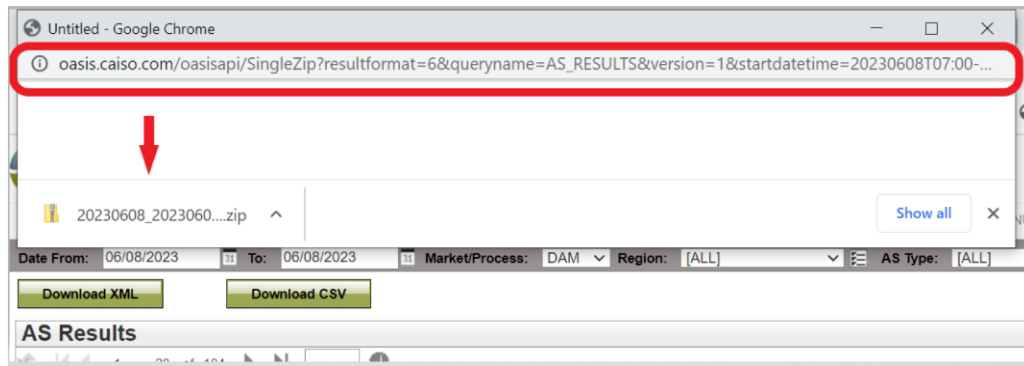 Untitled - Google Chrome
oasis.caiso.com/oasisapi/SingleZip?resultformat=6&queryname=AS_RESULTS&version=1&startdatetime=20230608T07:00-...
20230608_2023060....zip
Show all
Date From: 06/08/2023 31 To: 06/08/2023 31 Market/Process: DAM Region: [ALL] AS Type: [ALL]
Download XML Download CSV
AS Results